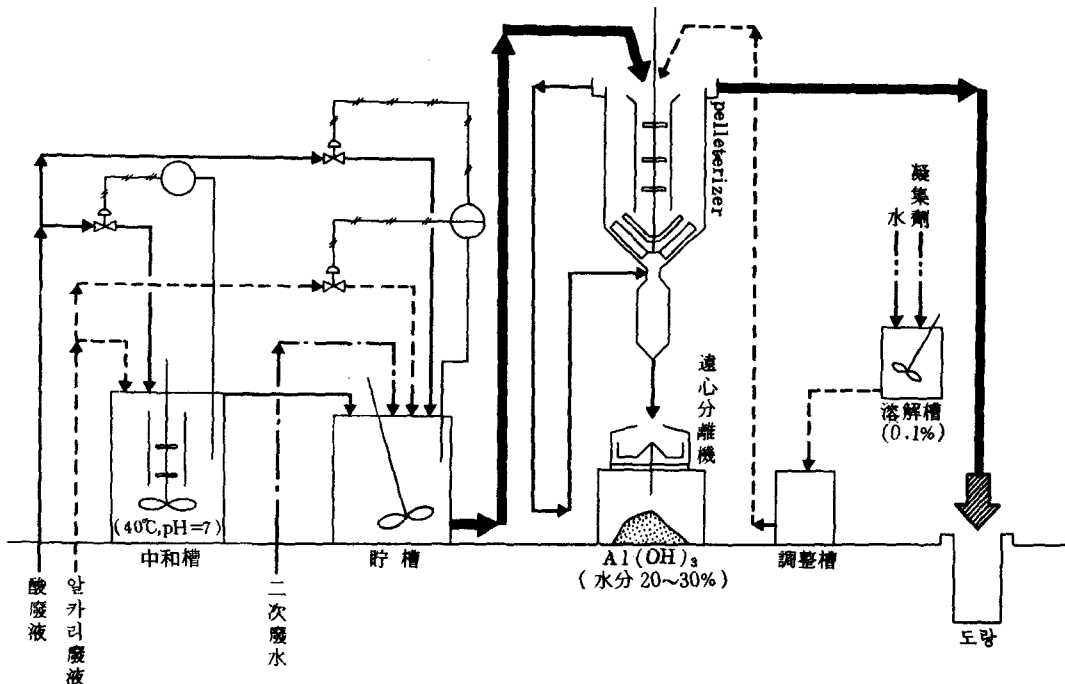 pelleterizer
凝集劑
水
遠心分離機
溶解槽
(0.1%)
(40℃,pH=7)
中和槽
貯槽
Al(OH)₃
(水分 20~30%)
調整槽
酸廢液
알카리廢液
二次廢水
도랑